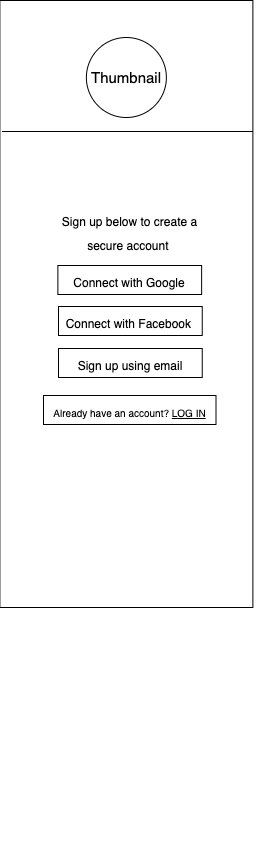 Thumbnail
Sign up below to create a
secure account
Connect with Google
Connect with Facebook
Sign up using email
Already have an account? LOG IN